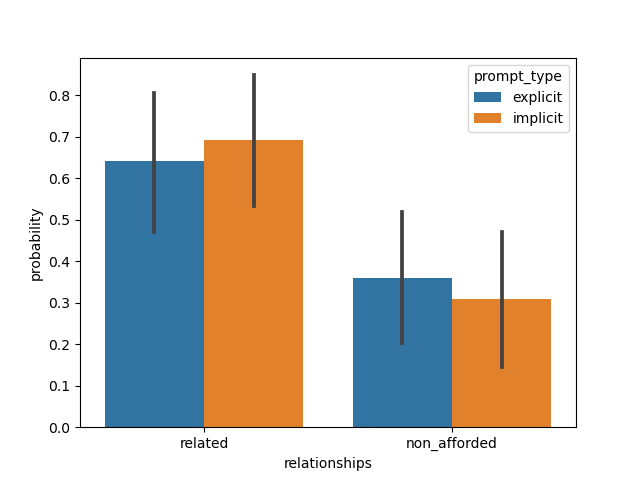 prompt_type
explicit
implicit
0.8
0.7
0.6
0.5
0.4
0.3
0.2
0.1
0.0
probability
related non_afforded
relationships